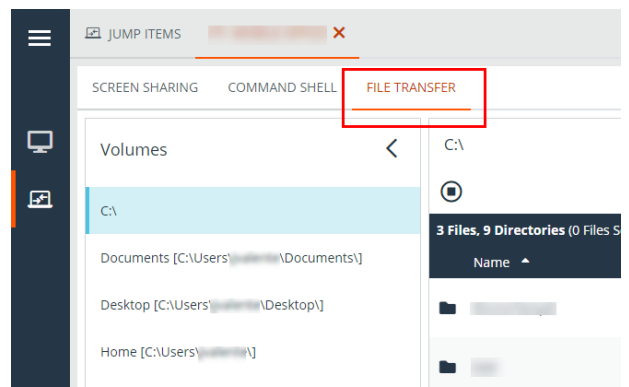 JUMP ITEMS
SCREEN SHARING COMMAND SHELL FILE TRANSFER
Volumes
C:\
C:\
3 Files, 9 Directories (0 Files S
Name
Documents [C:\Users\ \Documents\]
Desktop [C:\Users\ \Desktop\]
Home [C:\Users\ \]